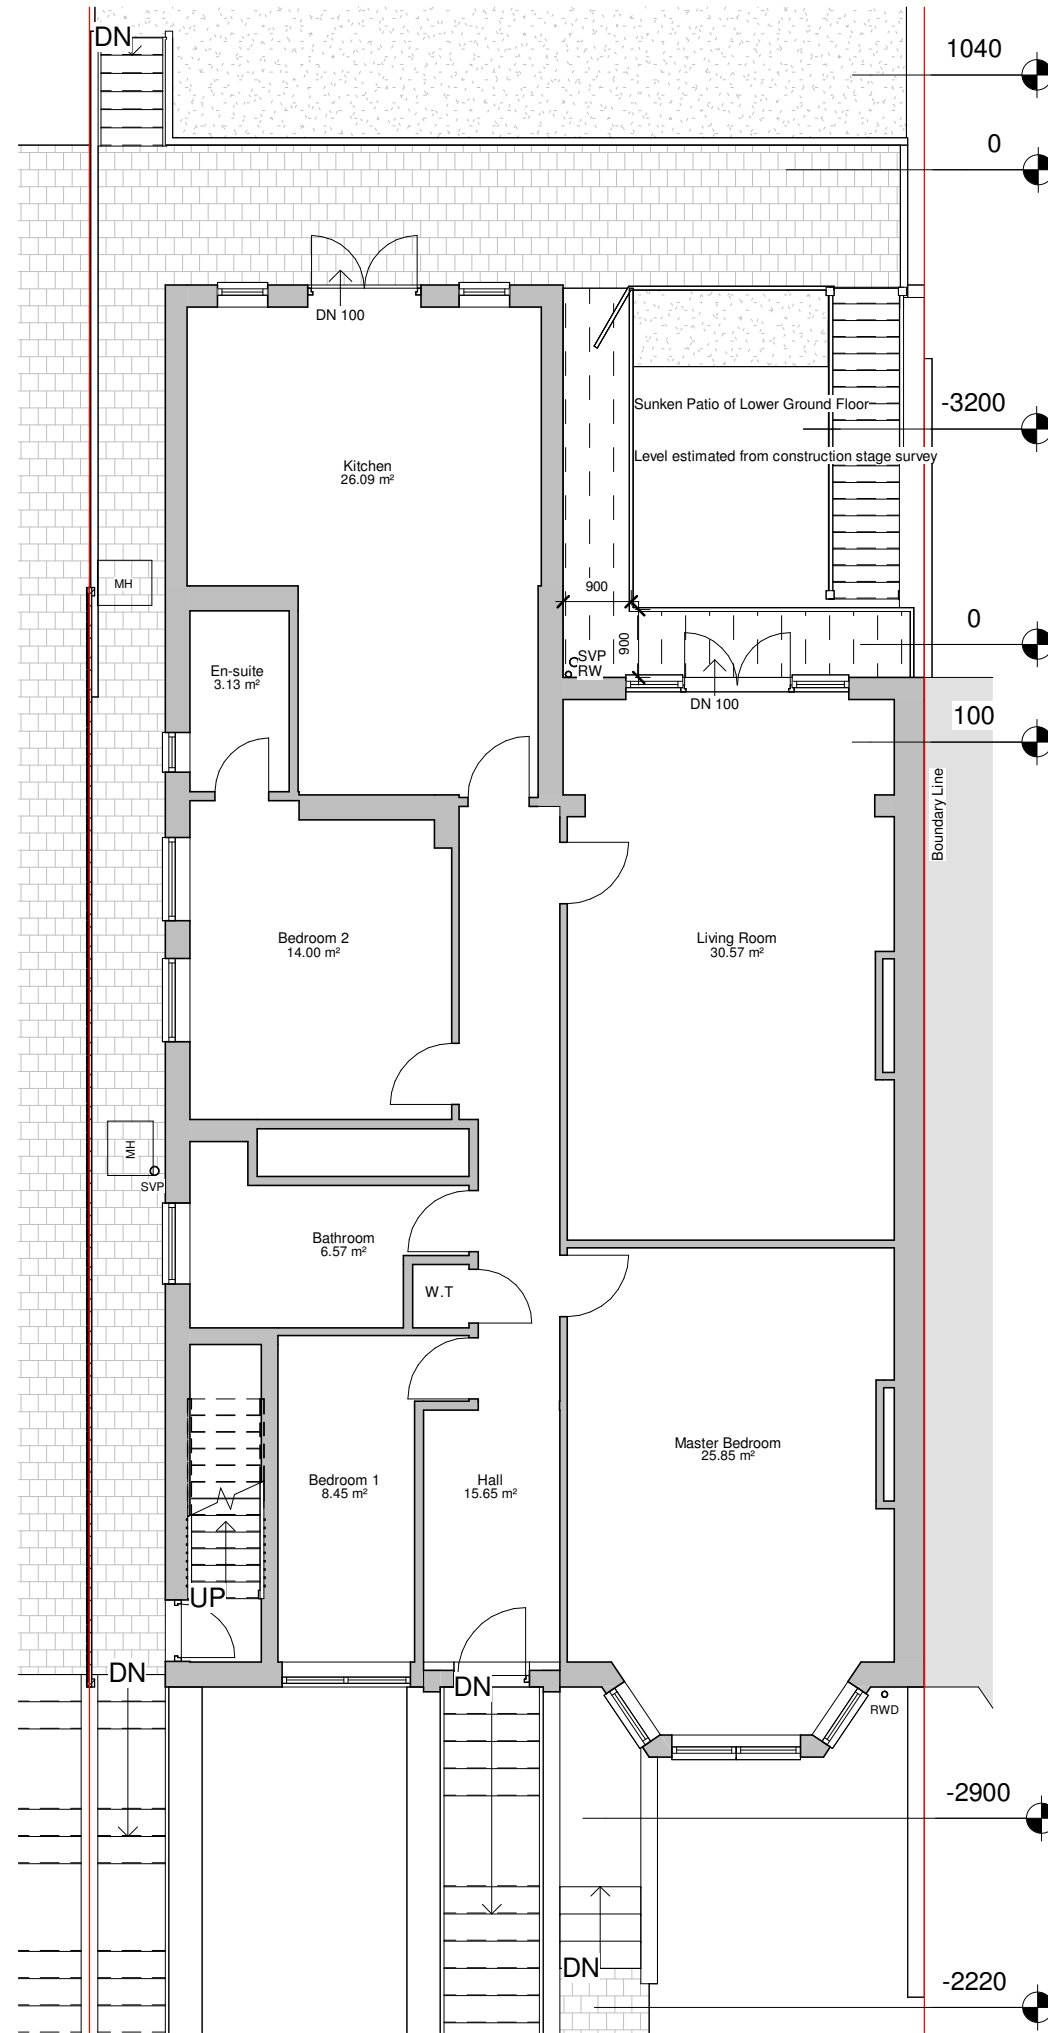 DN
1040
0
DN 100
Sunken Patio of Lower Ground Floor
-3200
Level estimated from construction stage survey
Kitchen
26.09 m²
MH
900
900
0
SVP
RW
En-suite
3.13 m²
DN 100
100
Boundary Line
Bedroom 2
14.00 m²
Living Room
30.57 m²
MH
SVP
Bathroom
6.57 m²
W.T
Master Bedroom
25.85 m²
Bedroom 1
8.45 m²
Hall
15.65 m²
UP
DN
DN
RWD
-2900
DN
-2220